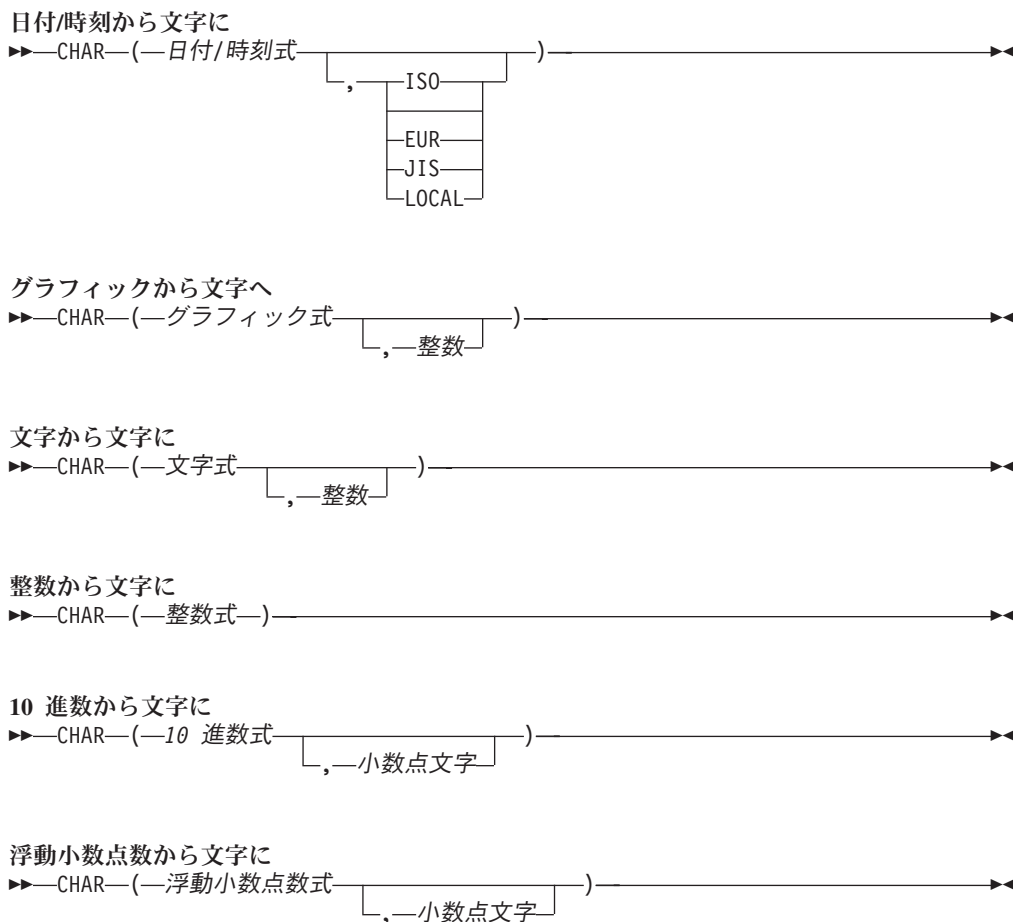 日付/時刻から文字に
CHAR ( 日付/時刻式 )
, ISO
EUR
JIS
LOCAL
グラフィックから文字へ
CHAR ( グラフィック式 )
, 整数
文字から文字に
CHAR ( 文字式 )
, 整数
整数から文字に
CHAR ( 整数式 )
10 進数から文字に
CHAR ( 10 進数式 )
, 小数点文字
浮動小数点数から文字に
CHAR ( 浮動小数点数式 )
, 小数点文字